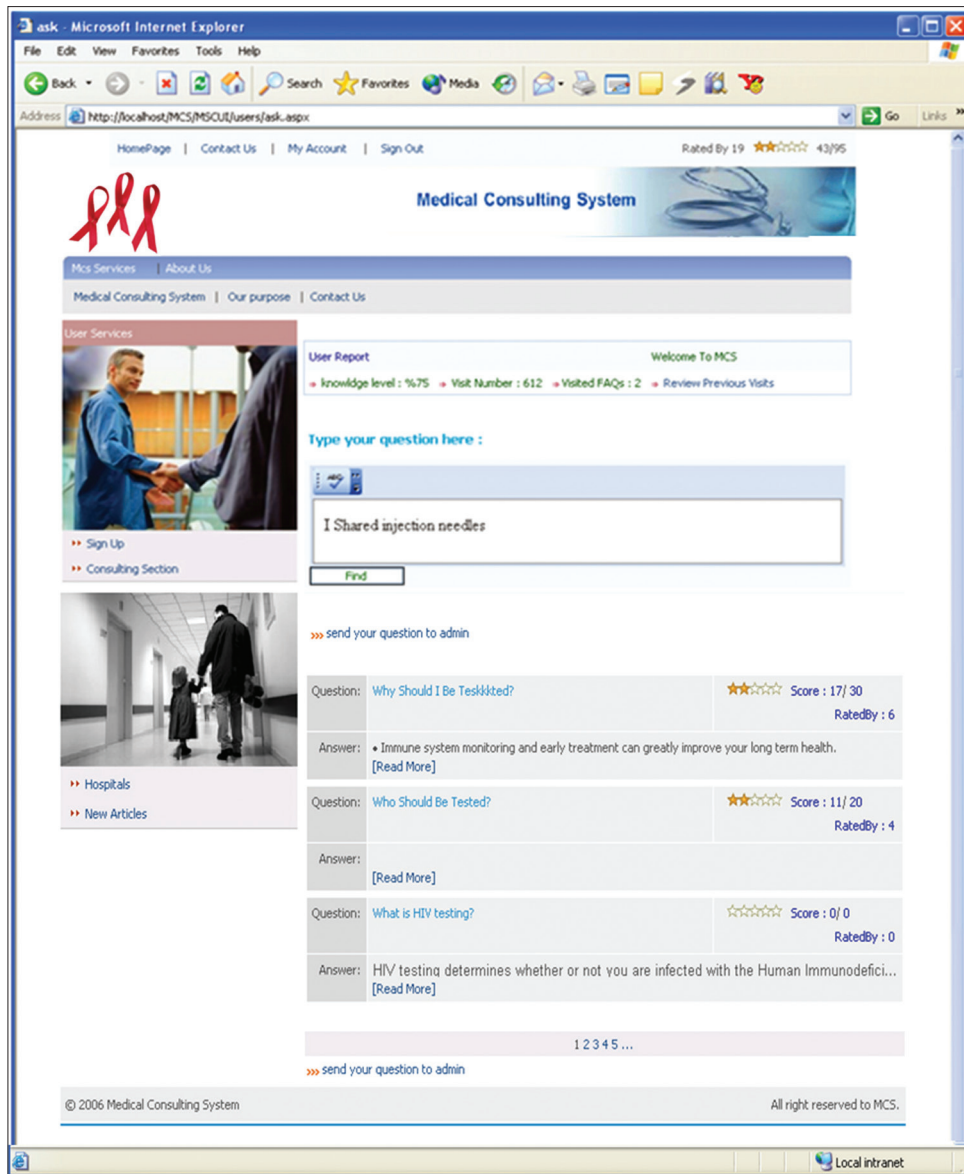 ask - Microsoft Internet Explorer
File Edit View Favorites Tools Help
Back Search Favorites Media
Address http://localhost/MCS/MSCUI/users/ask.aspx Go Links
HomePage | Contact Us | My Account | Sign Out Rated By 19 43/95
Medical Consulting System
Mcs Services | About Us
Medical Consulting System | Our purpose | Contact Us
User Services
User Report Welcome To MCS
knowldge level : %75 Visit Number : 612 Visited FAQs : 2 Review Previous Visits
Type your question here :
ABC
I Shared injection needles
Find
Sign Up
Consulting Section
send your question to admin
Question: Why Should I Be Teskkkted? Score : 17/ 30
RatedBy : 6
Answer: • Immune system monitoring and early treatment can greatly improve your long term health.
[Read More]
Hospitals
New Articles
Question: Who Should Be Tested? Score : 11/ 20
RatedBy : 4
Answer:
[Read More]
Question: What is HIV testing? Score : 0/ 0
RatedBy : 0
Answer: HIV testing determines whether or not you are infected with the Human Immunodefici...
[Read More]
1 2 3 4 5 ...
send your question to admin
© 2006 Medical Consulting System All right reserved to MCS.
Local intranet